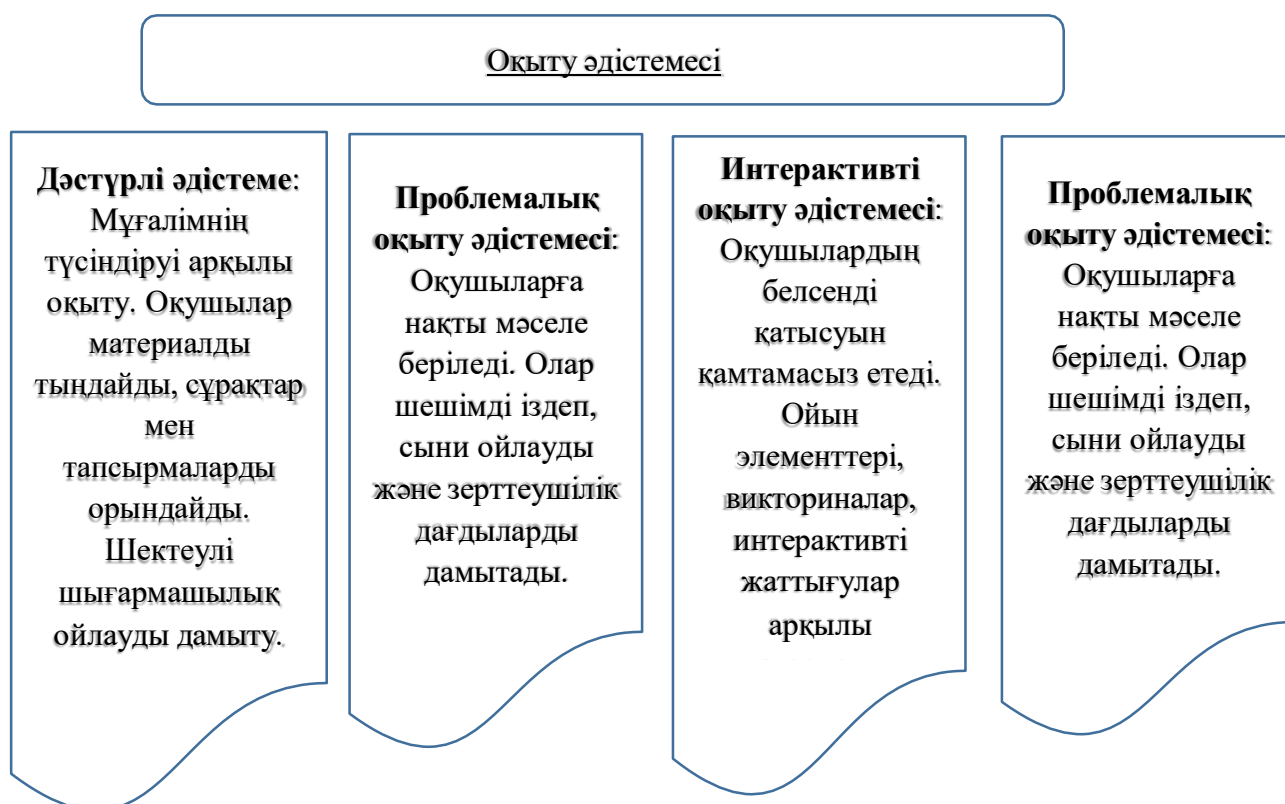 Оқыту әдістемесі
Дәстүрлі әдістеме:
Мұғалімнің
түсіндіруі арқылы
оқыту. Оқушылар
материалды
тыңдайды, сұрақтар
мен
тапсырмаларды
орындайды.
Шектеулі
шығармашылық
ойлауды дамыту.
Проблемалық
оқыту әдістемесі:
Оқушыларға
нақты мәселе
беріледі. Олар
шешімді іздеп,
сыни ойлауды
және зерттеушілік
дағдыларды
дамытады.
Интерактивті
оқыту әдістемесі:
Оқушылардың
белсенді
қатысуын
қамтамасыз етеді.
Ойын
элементтері,
викториналар,
интерактивті
жаттығулар
арқылы
Проблемалық
оқыту әдістемесі:
Оқушыларға
нақты мәселе
беріледі. Олар
шешімді іздеп,
сыни ойлауды
және зерттеушілік
дағдыларды
дамытады.